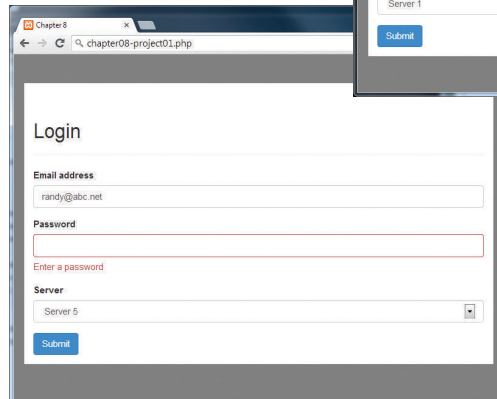 Server 1
Submit
Chapter 8
chapter08-project01.php
Login
Email address
randy@abc.net
Password
Enter a password
Server
Server 5
Submit